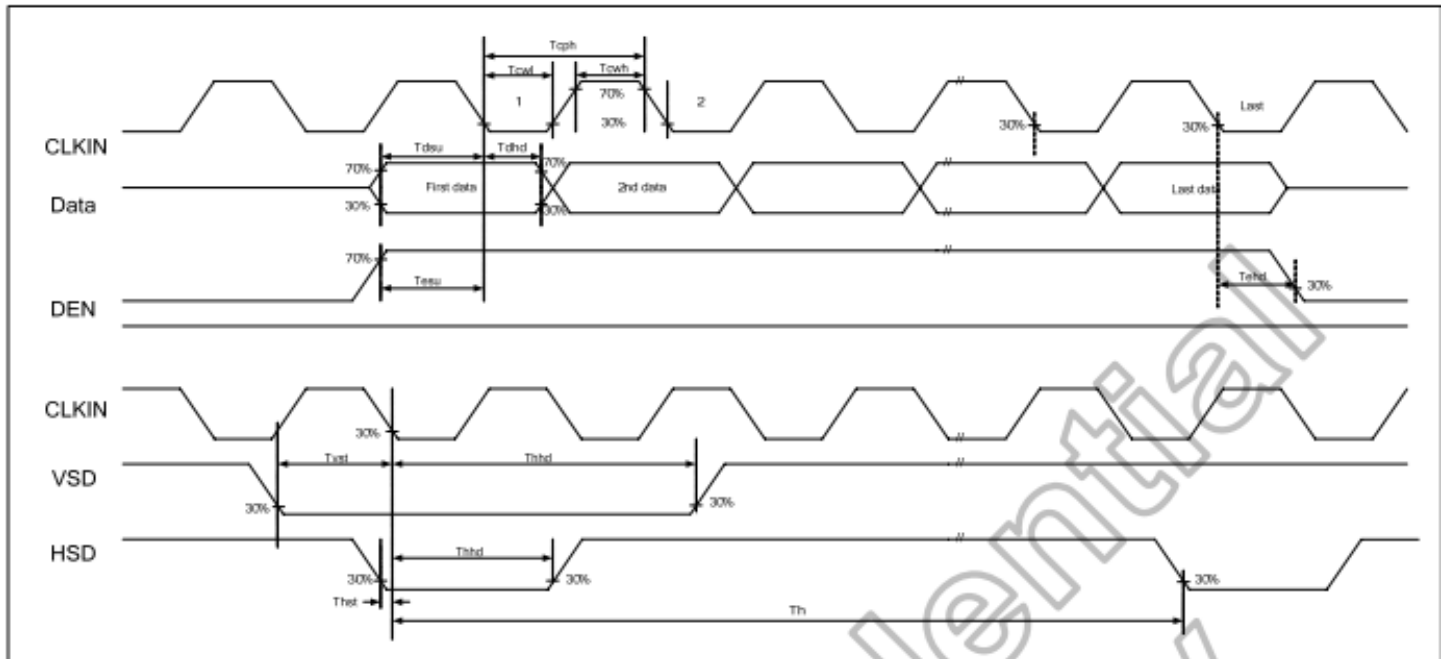 Tcph
Tcwl Tcwh
1 70% 2 Last
30% 30% 30%
CLKIN
Tdsu Tdhd
70% 70%
First data 2nd data Last data
Data
30% 30%
70%
Tesu Tehd
30%
DEN
CLKIN
30%
Tvst Thhd
VSD
30% 30%
HSD
Thhd
30% 30% 30%
Thst
Th
dential